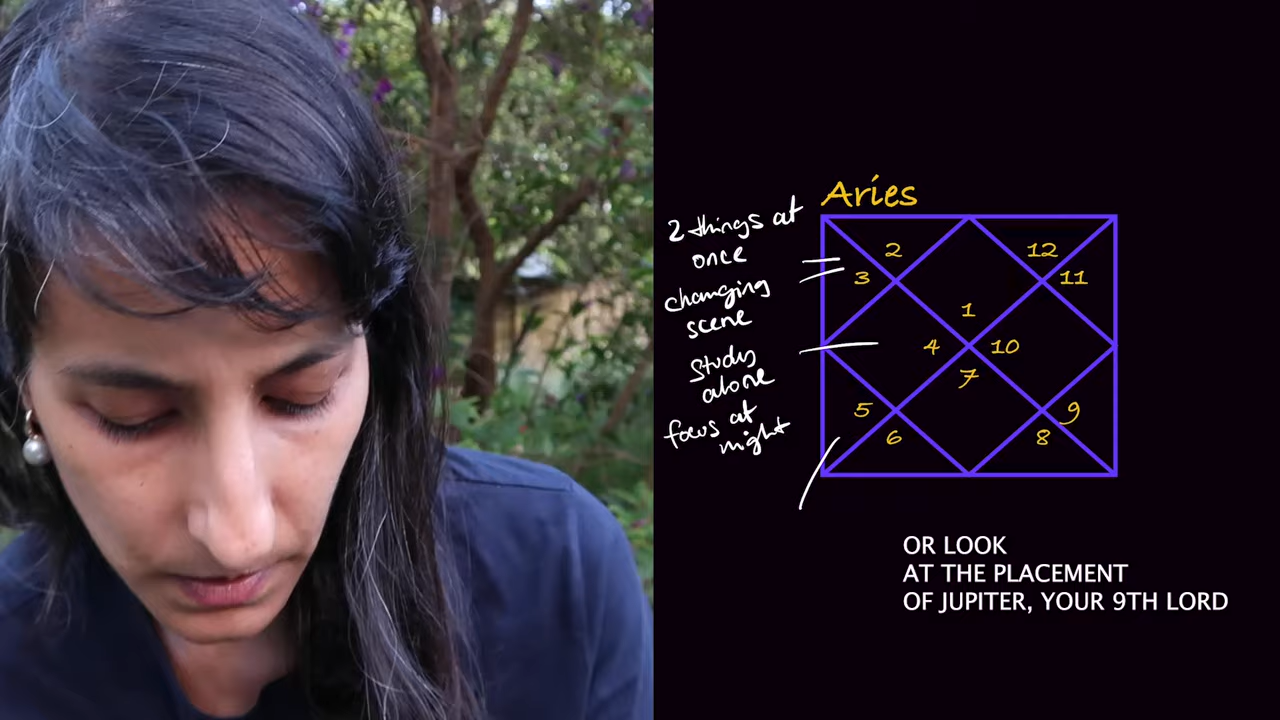 Aries
2 things at
once
changing
scene
study
alone
focus at
night
2
12
3
11
1
4
10
7
5
9
6
8
OR LOOK
AT THE PLACEMENT
OF JUPITER, YOUR 9TH LORD